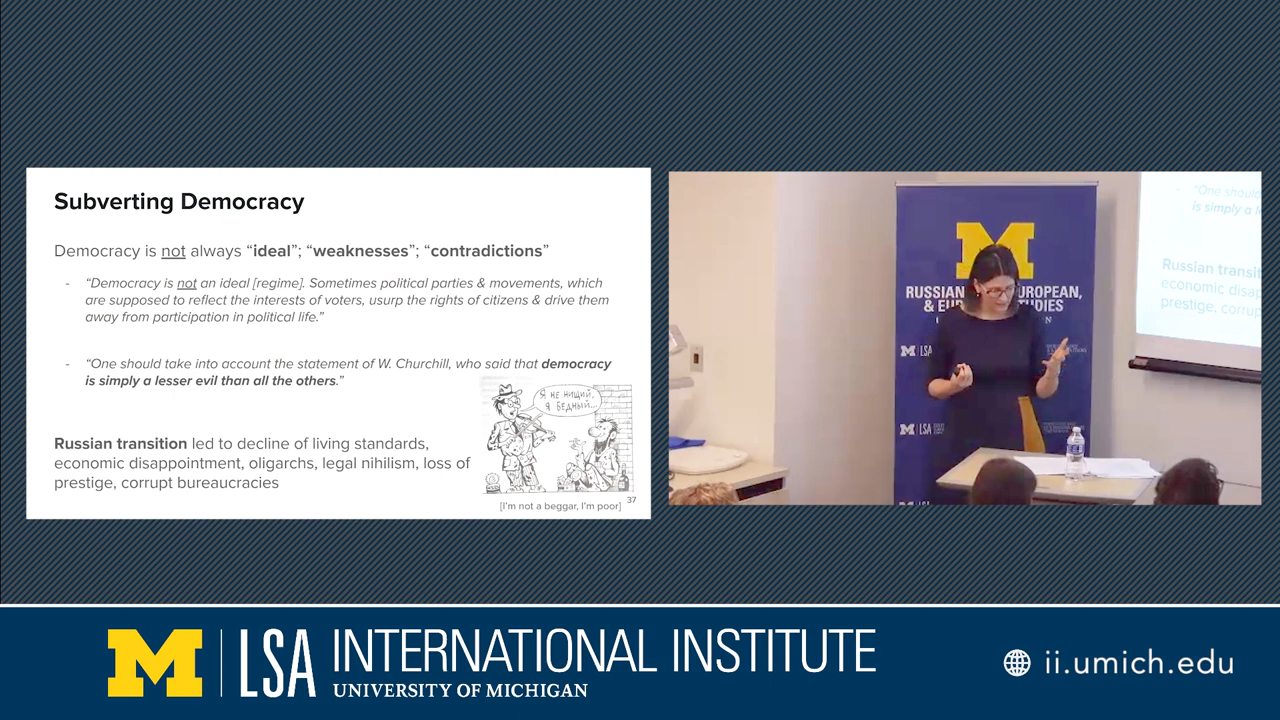 Subverting Democracy
Democracy is not always “ideal”; “weaknesses”; “contradictions”
- “Democracy is not an ideal [regime]. Sometimes political parties & movements, which
are supposed to reflect the interests of voters, usurp the rights of citizens & drive them
away from participation in political life.”
- “One should take into account the statement of W. Churchill, who said that democracy
is simply a lesser evil than all the others.”
Я НЕ НИЩИЙ,
Я БЕДНЫЙ...
Russian transition led to decline of living standards,
economic disappointment, oligarchs, legal nihilism, loss of
prestige, corrupt bureaucracies
[I’m not a beggar, I’m poor]
37
M
RUSSIAN EUROPEAN,
& EU STUDIES
M LSA
M LSA
- “One should
is simply a le
Russian transit
economic disap
prestige, corrup
M LSA INTERNATIONAL INSTITUTE
UNIVERSITY OF MICHIGAN
ii.umich.edu